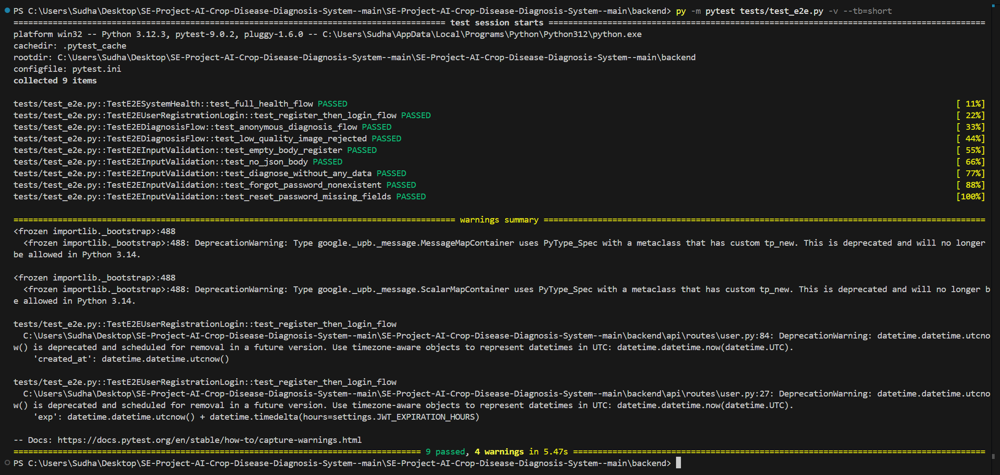 PS C:\Users\Sudha\Desktop\SE-Project-AI-Crop-Disease-Diagnosis-System--main\SE-Project-AI-Crop-Disease-Diagnosis-System--main\backend> py -m pytest tests/test_e2e.py -v --tb=short
======================================================================================== test session starts =========================================================================================
platform win32 -- Python 3.12.3, pytest-9.0.2, pluggy-1.6.0 -- C:\Users\Sudha\AppData\Local\Programs\Python\Python312\python.exe
cachedir: .pytest_cache
rootdir: C:\Users\Sudha\Desktop\SE-Project-AI-Crop-Disease-Diagnosis-System--main\SE-Project-AI-Crop-Disease-Diagnosis-System--main\backend
configfile: pytest.ini
collected 9 items
tests/test_e2e.py::TestE2ESystemHealth::test_full_health_flow PASSED [ 11%]
tests/test_e2e.py::TestE2EUserRegistrationLogin::test_register_then_login_flow PASSED [ 22%]
tests/test_e2e.py::TestE2EDiagnosisFlow::test_anonymous_diagnosis_flow PASSED [ 33%]
tests/test_e2e.py::TestE2EDiagnosisFlow::test_low_quality_image_rejected PASSED [ 44%]
tests/test_e2e.py::TestE2EInputValidation::test_empty_body_register PASSED [ 55%]
tests/test_e2e.py::TestE2EInputValidation::test_no_json_body PASSED [ 66%]
tests/test_e2e.py::TestE2EInputValidation::test_diagnose_without_any_data PASSED [ 77%]
tests/test_e2e.py::TestE2EInputValidation::test_forgot_password_nonexistent PASSED [ 88%]
tests/test_e2e.py::TestE2EInputValidation::test_reset_password_missing_fields PASSED [100%]
========================================================================================== warnings summary ==========================================================================================
<frozen importlib._bootstrap>:488
<frozen importlib._bootstrap>:488: DeprecationWarning: Type google._upb._message.MessageMapContainer uses PyType_Spec with a metaclass that has custom tp_new. This is deprecated and will no longer
be allowed in Python 3.14.
<frozen importlib._bootstrap>:488
<frozen importlib._bootstrap>:488: DeprecationWarning: Type google._upb._message.ScalarMapContainer uses PyType_Spec with a metaclass that has custom tp_new. This is deprecated and will no longer b
e allowed in Python 3.14.
tests/test_e2e.py::TestE2EUserRegistrationLogin::test_register_then_login_flow
C:\Users\Sudha\Desktop\SE-Project-AI-Crop-Disease-Diagnosis-System--main\SE-Project-AI-Crop-Disease-Diagnosis-System--main\backend\api\routes\user.py:84: DeprecationWarning: datetime.datetime.utcno
w() is deprecated and scheduled for removal in a future version. Use timezone-aware objects to represent datetimes in UTC: datetime.datetime.now(datetime.UTC).
'created_at': datetime.datetime.utcnow()
tests/test_e2e.py::TestE2EUserRegistrationLogin::test_register_then_login_flow
C:\Users\Sudha\Desktop\SE-Project-AI-Crop-Disease-Diagnosis-System--main\SE-Project-AI-Crop-Disease-Diagnosis-System--main\backend\api\routes\user.py:27: DeprecationWarning: datetime.datetime.utcno
w() is deprecated and scheduled for removal in a future version. Use timezone-aware objects to represent datetimes in UTC: datetime.datetime.now(datetime.UTC).
'exp': datetime.datetime.utcnow() + datetime.timedelta(hours=settings.JWT_EXPIRATION_HOURS)
-- Docs: https://docs.pytest.org/en/stable/how-to/capture-warnings.html
=================================================================================== 9 passed, 4 warnings in 5.47s ====================================================================================
PS C:\Users\Sudha\Desktop\SE-Project-AI-Crop-Disease-Diagnosis-System--main\SE-Project-AI-Crop-Disease-Diagnosis-System--main\backend>